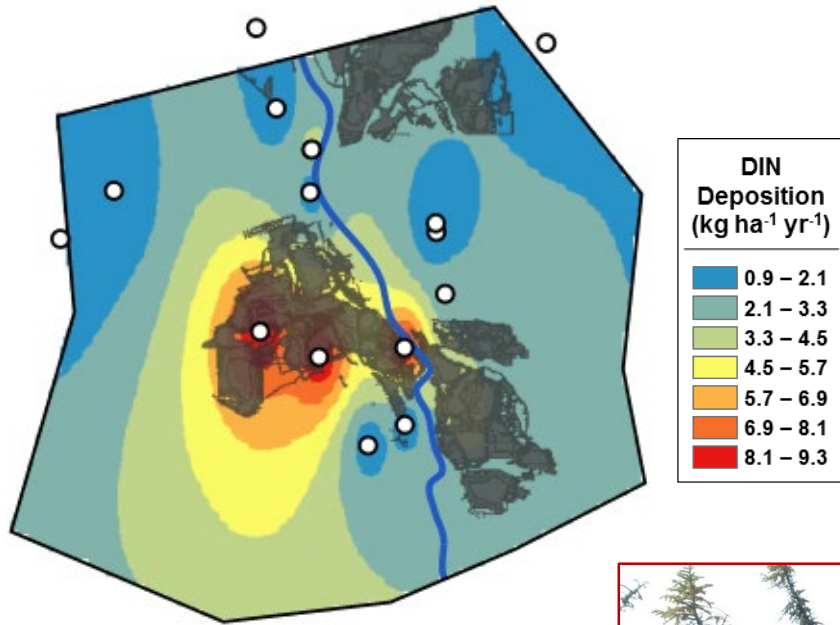 DIN
Deposition
(kg ha⁻¹ yr⁻¹)
0.9 – 2.1
2.1 – 3.3
3.3 – 4.5
4.5 – 5.7
5.7 – 6.9
6.9 – 8.1
8.1 – 9.3